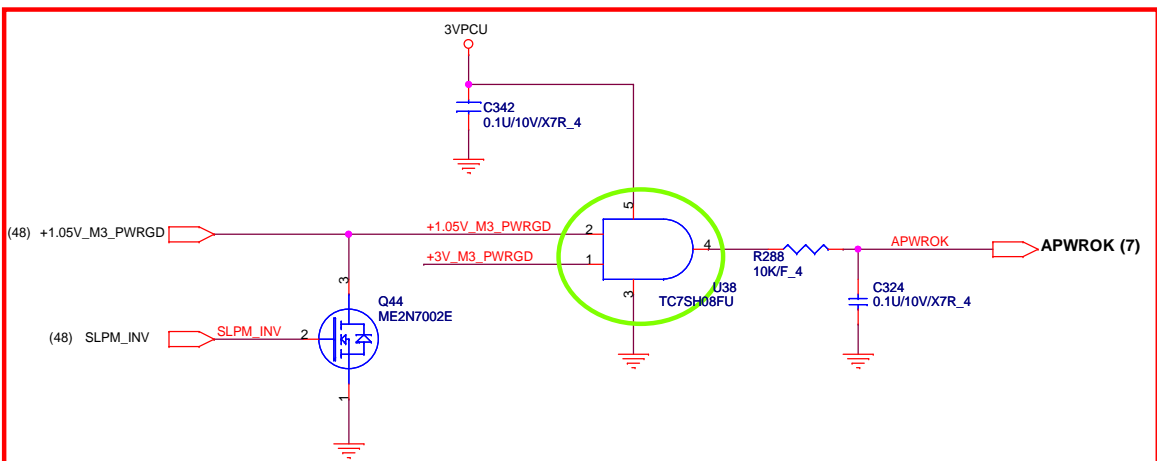 3VPCU
C342
0.1U/10V/X7R_4
5
(48) +1.05V_M3_PWRGD
+1.05V_M3_PWRGD
2
+3V_M3_PWRGD
1
4
APWROK
APWROK (7)
R288
10K/F_4
3
U38
TC7SH08FU
C324
0.1U/10V/X7R_4
3
Q44
ME2N7002E
(48) SLPM_INV
SLPM_INV
2
1